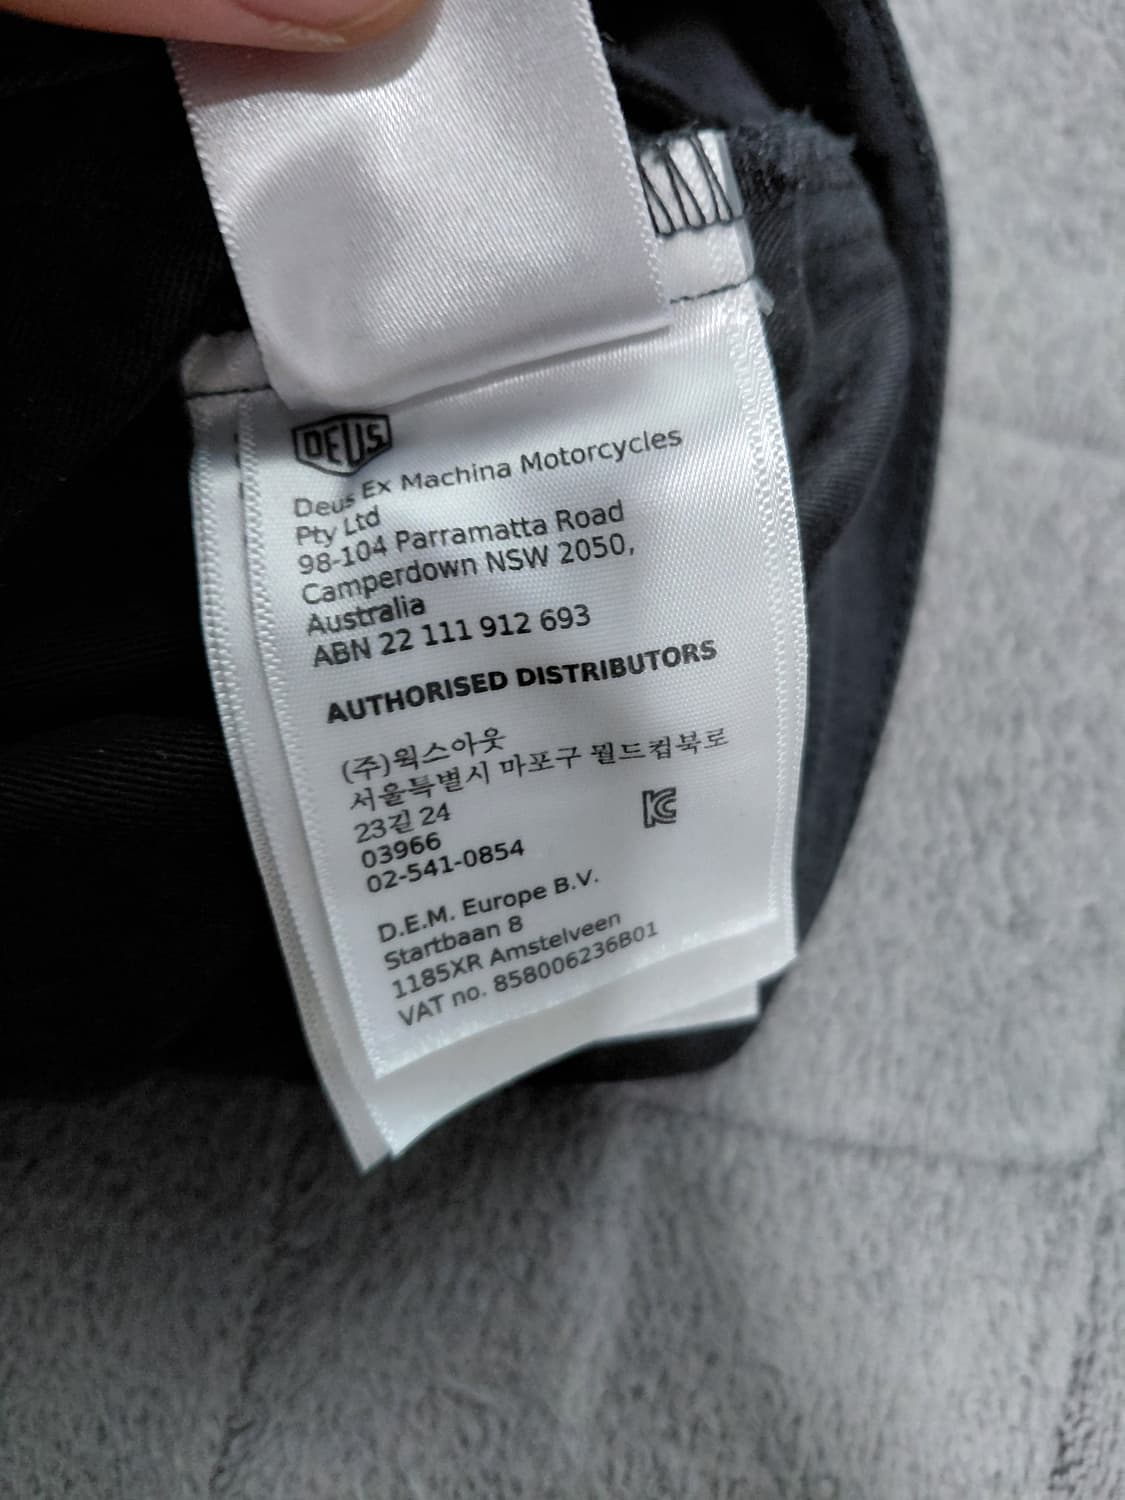 DEUS
Deus Ex Machina Motorcycles
Pty Ltd
98-104 Parramatta Road
Camperdown NSW 2050,
Australia
ABN 22 111 912 693
AUTHORISED DISTRIBUTORS
(주)웍스아웃
서울특별시 마포구 월드컵북로
23길 24
03966
02-541-0854
KC
D.E.M. Europe B.V.
Startbaan 8
1185XR Amstelveen
VAT no. 858006236B01